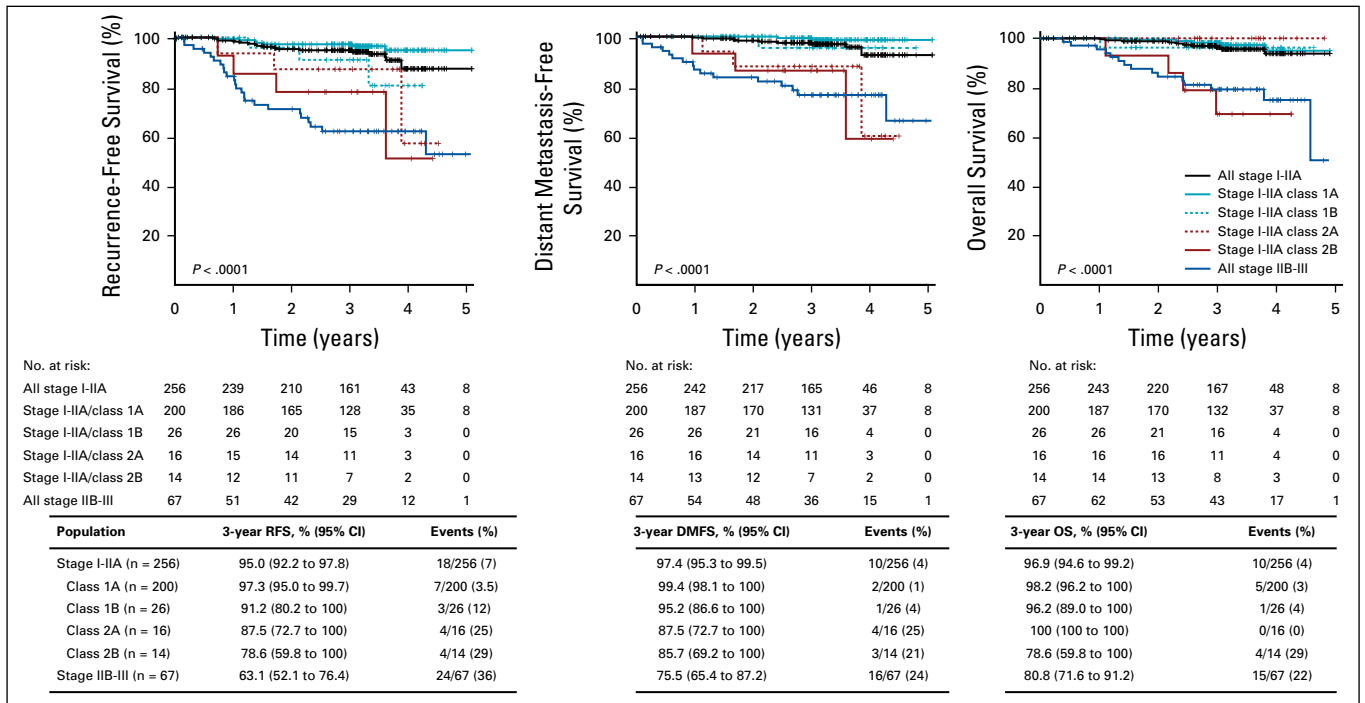 Recurrence-Free Survival (%)
100
80
60
40
20
P < .0001
0 1 2 3 4 5
Time (years)
Distant Metastasis-Free
Survival (%)
100
80
60
40
20
P < .0001
0 1 2 3 4 5
Time (years)
Overall Survival (%)
100
80
60
40
20
All stage I-IIA
Stage I-IIA class 1A
Stage I-IIA class 1B
Stage I-IIA class 2A
Stage I-IIA class 2B
All stage IIB-III
P < .0001
0 1 2 3 4 5
Time (years)
No. at risk: No. at risk: No. at risk:
All stage I-IIA 256 239 210 161 43 8 256 242 217 165 46 8 256 243 220 167 48 8
Stage I-IIA/class 1A 200 186 165 128 35 8 200 187 170 131 37 8 200 187 170 132 37 8
Stage I-IIA/class 1B 26 26 20 15 3 0 26 26 21 16 4 0 26 26 21 16 4 0
Stage I-IIA/class 2A 16 15 14 11 3 0 16 16 14 11 3 0 16 16 16 11 4 0
Stage I-IIA/class 2B 14 12 11 7 2 0 14 13 12 7 2 0 14 14 13 8 3 0
All stage IIB-III 67 51 42 29 12 1 67 54 48 36 15 1 67 62 53 43 17 1
Population 3-year RFS, % (95% CI) Events (%) 3-year DMFS, % (95% CI) Events (%) 3-year OS, % (95% CI) Events (%)
Stage I-IIA (n = 256) 95.0 (92.2 to 97.8) 18/256 (7) 97.4 (95.3 to 99.5) 10/256 (4) 96.9 (94.6 to 99.2) 10/256 (4)
Class 1A (n = 200) 97.3 (95.0 to 99.7) 7/200 (3.5) 99.4 (98.1 to 100) 2/200 (1) 98.2 (96.2 to 100) 5/200 (3)
Class 1B (n = 26) 91.2 (80.2 to 100) 3/26 (12) 95.2 (86.6 to 100) 1/26 (4) 96.2 (89.0 to 100) 1/26 (4)
Class 2A (n = 16) 87.5 (72.7 to 100) 4/16 (25) 87.5 (72.7 to 100) 4/16 (25) 100 (100 to 100) 0/16 (0)
Class 2B (n = 14) 78.6 (59.8 to 100) 4/14 (29) 85.7 (69.2 to 100) 3/14 (21) 78.6 (59.8 to 100) 4/14 (29)
Stage IIB-III (n = 67) 63.1 (52.1 to 76.4) 24/67 (36) 75.5 (65.4 to 87.2) 16/67 (24) 80.8 (71.6 to 91.2) 15/67 (22)